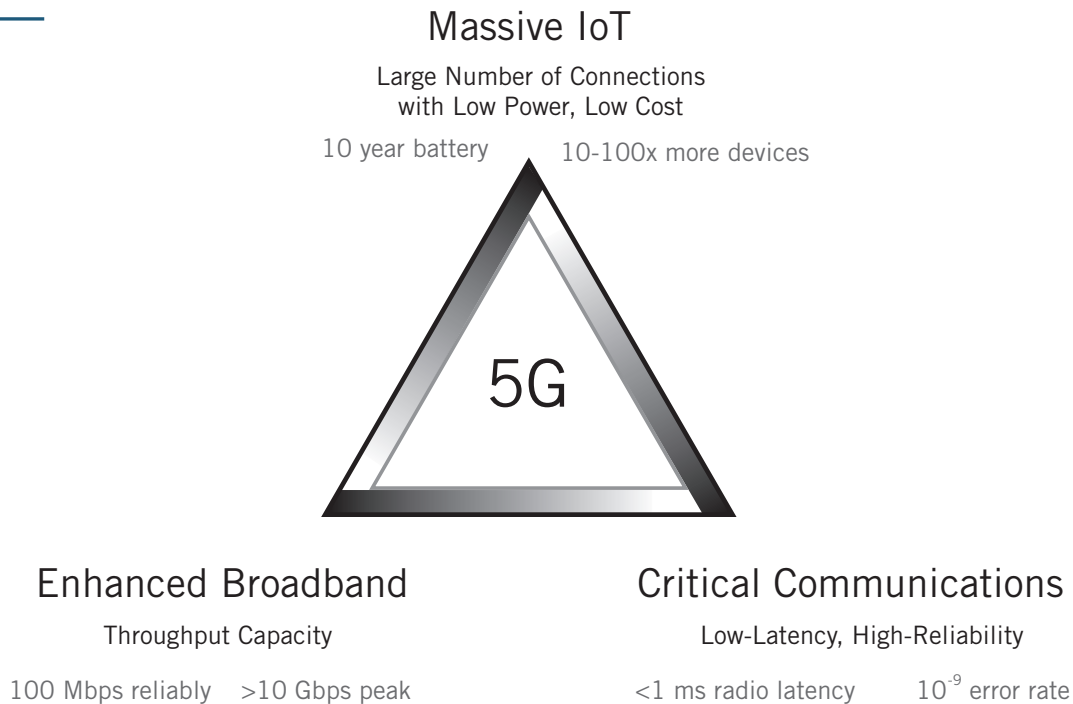 Massive IoT
Large Number of Connections
with Low Power, Low Cost
10 year battery
10-100x more devices
5G
Enhanced Broadband
Throughput Capacity
100 Mbps reliably
>10 Gbps peak
Critical Communications
Low-Latency, High-Reliability
<1 ms radio latency
10⁻⁹ error rate